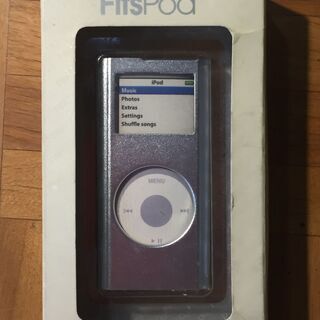 FitsPod
iPod
Music
Photos
Extras
Settings
Shuffle songs
MENU